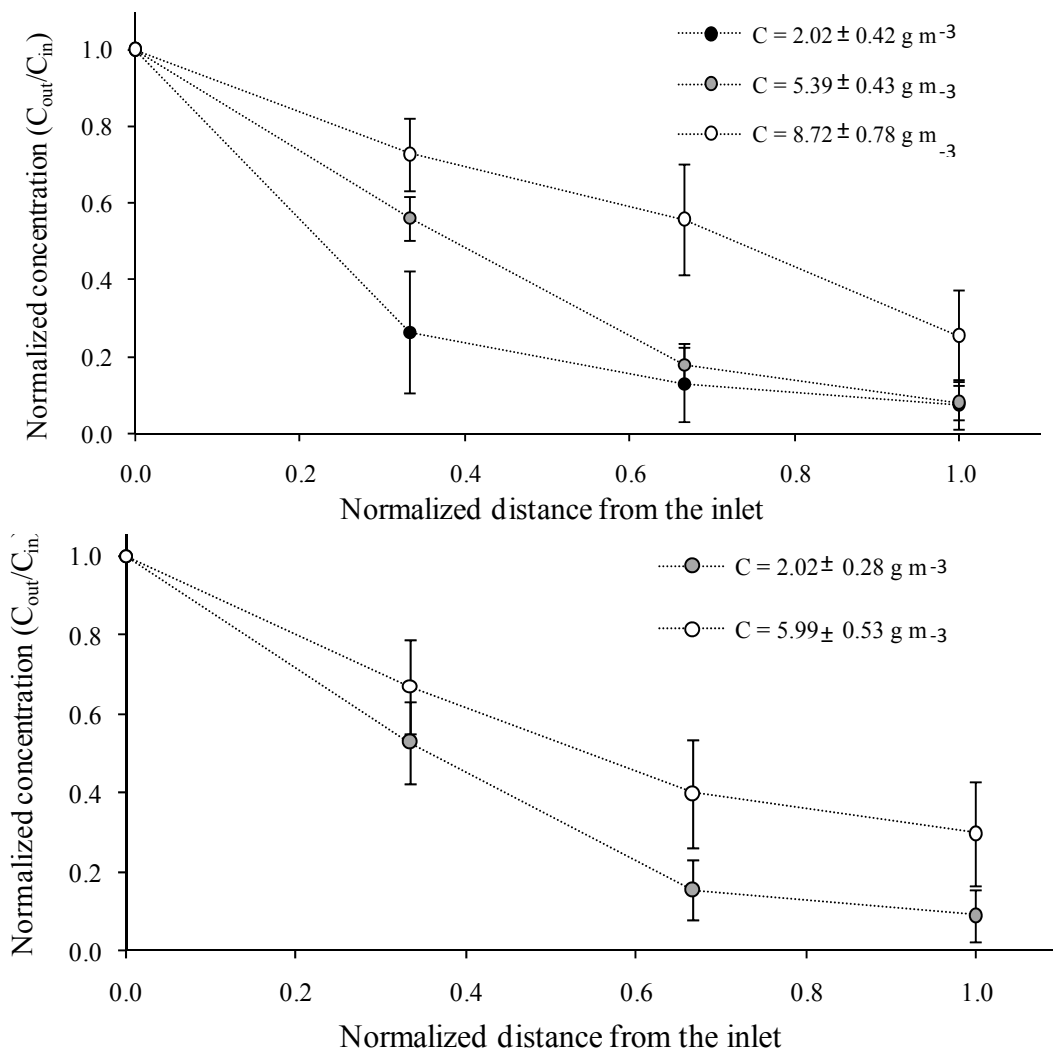 Normalized concentration (Cout/Cin)
1.0
0.8
0.6
0.4
0.2
0.0
0.0 0.2 0.4 0.6 0.8 1.0
Normalized distance from the inlet
C = 2.02 ± 0.42 g m-3
C = 5.39 ± 0.43 g m-3
C = 8.72 ± 0.78 g m-3
Normalized concentration (Cout/Cin)
1.0
0.8
0.6
0.4
0.2
0.0
0.0 0.2 0.4 0.6 0.8 1.0
Normalized distance from the inlet
C = 2.02 ± 0.28 g m-3
C = 5.99 ± 0.53 g m-3